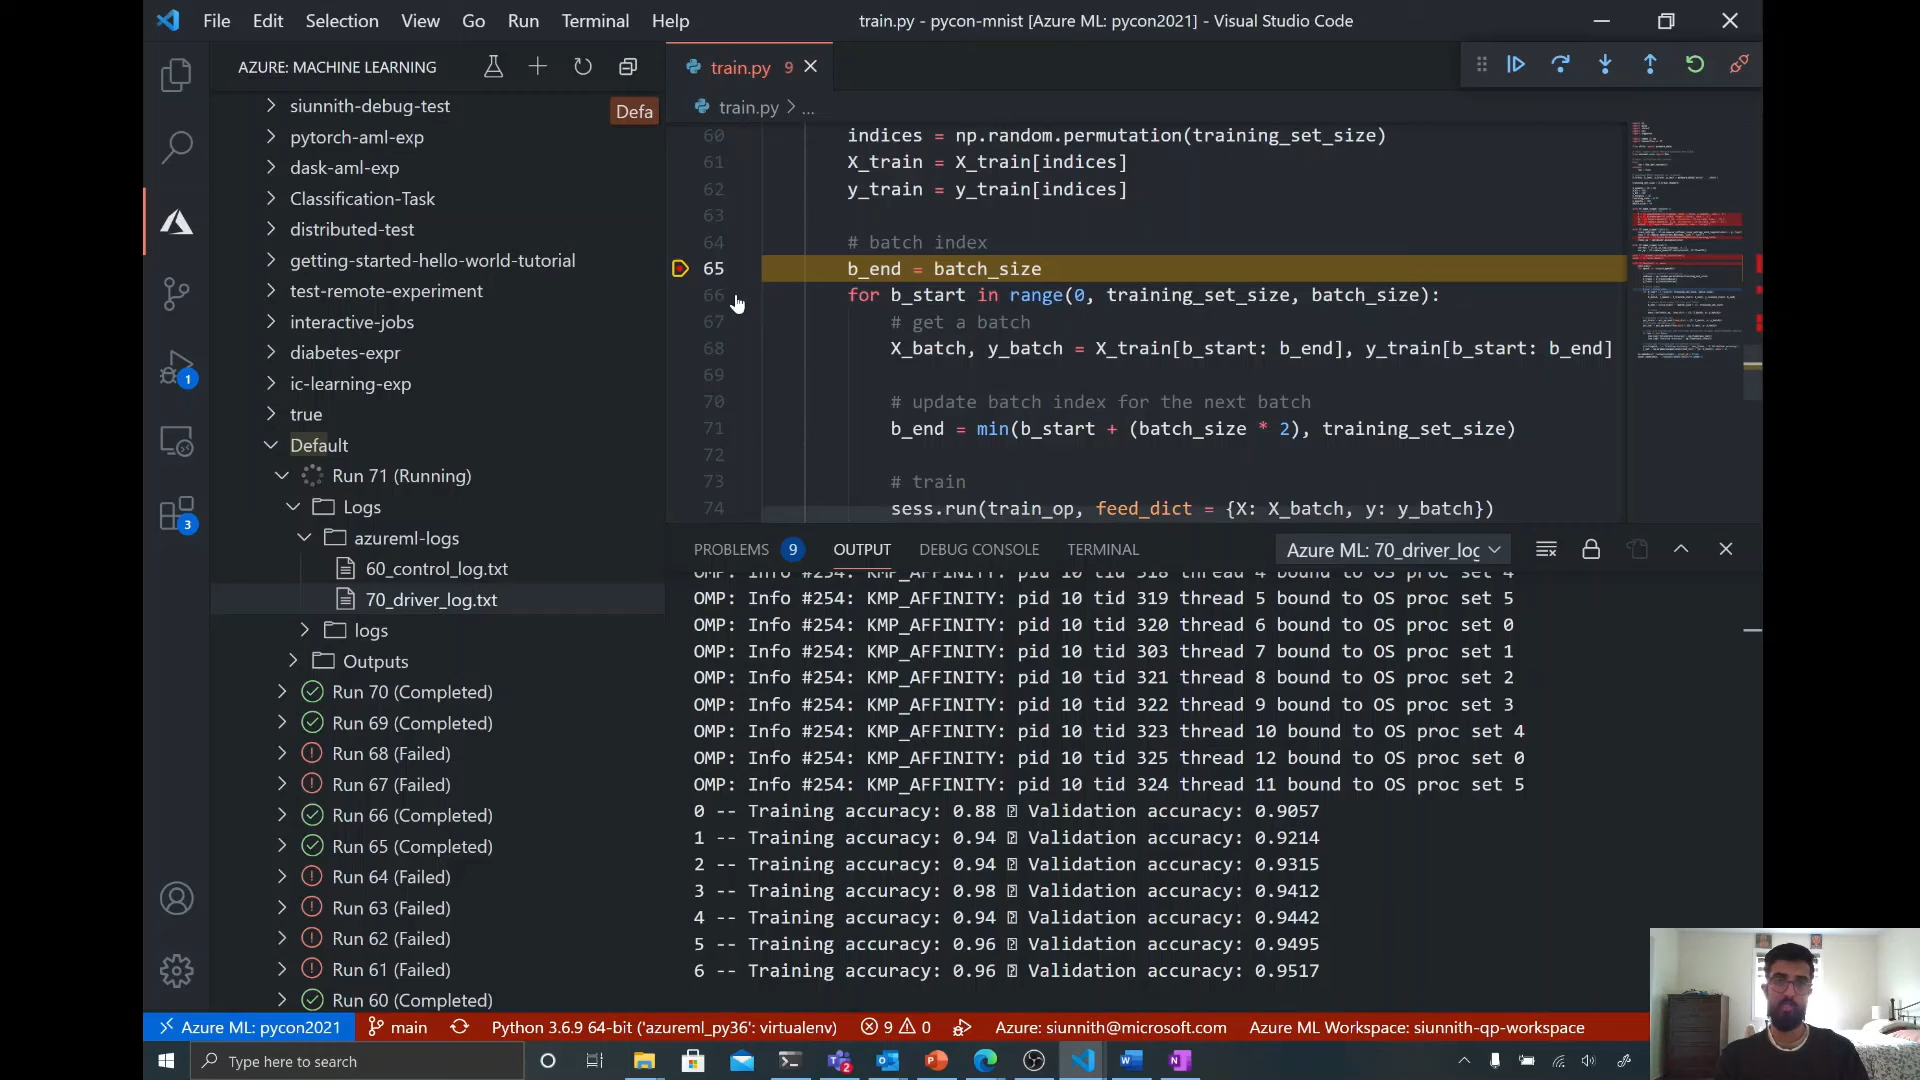 File Edit Selection View Go Run Terminal Help
train.py - pycon-mnist [Azure ML: pycon2021] - Visual Studio Code
AZURE: MACHINE LEARNING
siunnith-debug-test
Defa
pytorch-aml-exp
dask-aml-exp
Classification-Task
distributed-test
getting-started-hello-world-tutorial
test-remote-experiment
interactive-jobs
diabetes-expr
ic-learning-exp
true
Default
Run 71 (Running)
Logs
azureml-logs
60_control_log.txt
70_driver_log.txt
logs
Outputs
Run 70 (Completed)
Run 69 (Completed)
Run 68 (Failed)
Run 67 (Failed)
Run 66 (Completed)
Run 65 (Completed)
Run 64 (Failed)
Run 63 (Failed)
Run 62 (Failed)
Run 61 (Failed)
Run 60 (Completed)
1
3
train.py 9
train.py > ...
60 indices = np.random.permutation(training_set_size)
61 X_train = X_train[indices]
62 y_train = y_train[indices]
63
64 # batch index
65 b_end = batch_size
66 for b_start in range(0, training_set_size, batch_size):
67 # get a batch
68 X_batch, y_batch = X_train[b_start: b_end], y_train[b_start: b_end]
69
70 # update batch index for the next batch
71 b_end = min(b_start + (batch_size * 2), training_set_size)
72
73 # train
74 sess.run(train_op, feed_dict = {X: X_batch, y: y_batch})
PROBLEMS 9 OUTPUT DEBUG CONSOLE TERMINAL Azure ML: 70_driver_log
OMP: Info #254: KMP_AFFINITY: pid 10 tid 318 thread 4 bound to OS proc set 4
OMP: Info #254: KMP_AFFINITY: pid 10 tid 319 thread 5 bound to OS proc set 5
OMP: Info #254: KMP_AFFINITY: pid 10 tid 320 thread 6 bound to OS proc set 0
OMP: Info #254: KMP_AFFINITY: pid 10 tid 303 thread 7 bound to OS proc set 1
OMP: Info #254: KMP_AFFINITY: pid 10 tid 321 thread 8 bound to OS proc set 2
OMP: Info #254: KMP_AFFINITY: pid 10 tid 322 thread 9 bound to OS proc set 3
OMP: Info #254: KMP_AFFINITY: pid 10 tid 323 thread 10 bound to OS proc set 4
OMP: Info #254: KMP_AFFINITY: pid 10 tid 325 thread 12 bound to OS proc set 0
OMP: Info #254: KMP_AFFINITY: pid 10 tid 324 thread 11 bound to OS proc set 5
0 -- Training accuracy: 0.88 Validation accuracy: 0.9057
1 -- Training accuracy: 0.94 Validation accuracy: 0.9214
2 -- Training accuracy: 0.94 Validation accuracy: 0.9315
3 -- Training accuracy: 0.98 Validation accuracy: 0.9412
4 -- Training accuracy: 0.94 Validation accuracy: 0.9442
5 -- Training accuracy: 0.96 Validation accuracy: 0.9495
6 -- Training accuracy: 0.96 Validation accuracy: 0.9517
Azure ML: pycon2021 main Python 3.6.9 64-bit ('azureml_py36': virtualenv) 9 0 Azure: siunnith@microsoft.com Azure ML Workspace: siunnith-qp-workspace
Type here to search
2